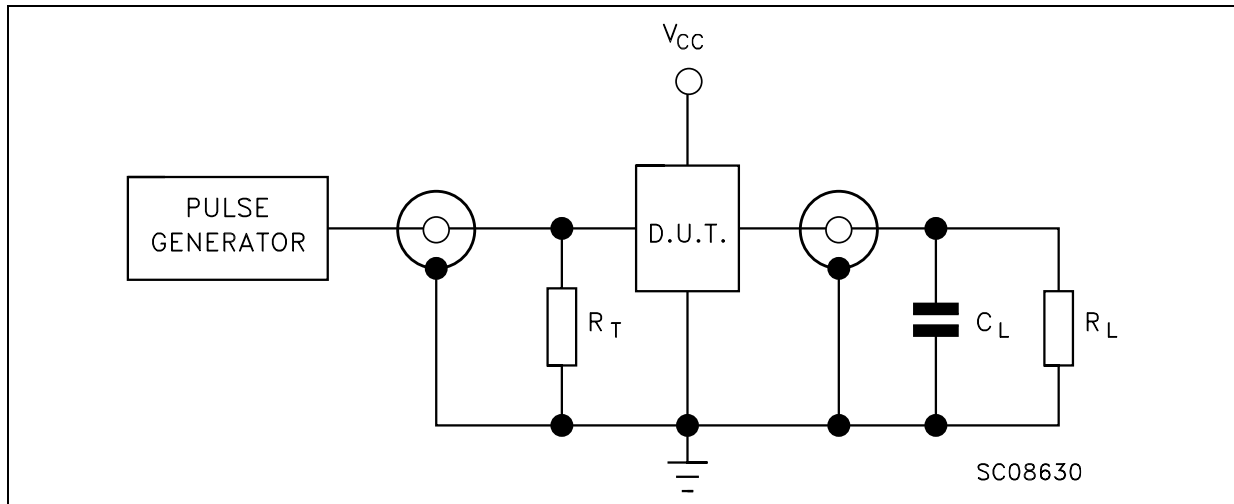 VCC
PULSE
GENERATOR
D.U.T.
RT
CL
RL
SC08630